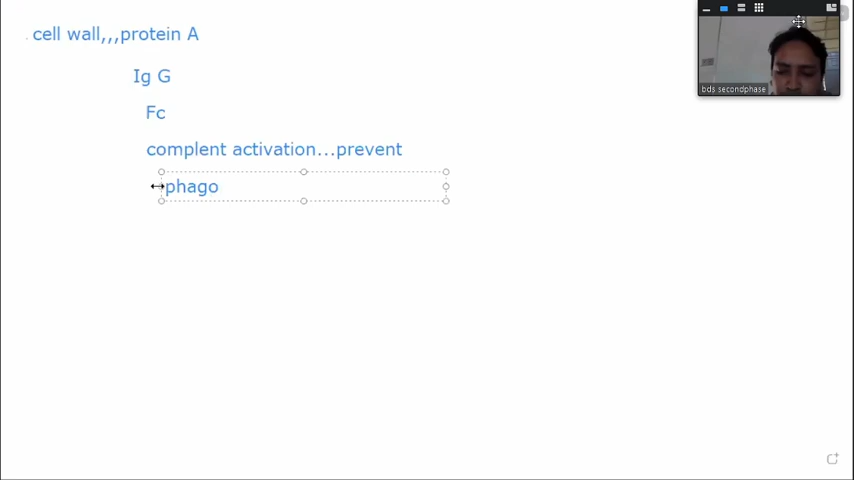 cell wall,,,protein A
Ig G
Fc
complent activation...prevent
phago
bds secondphase